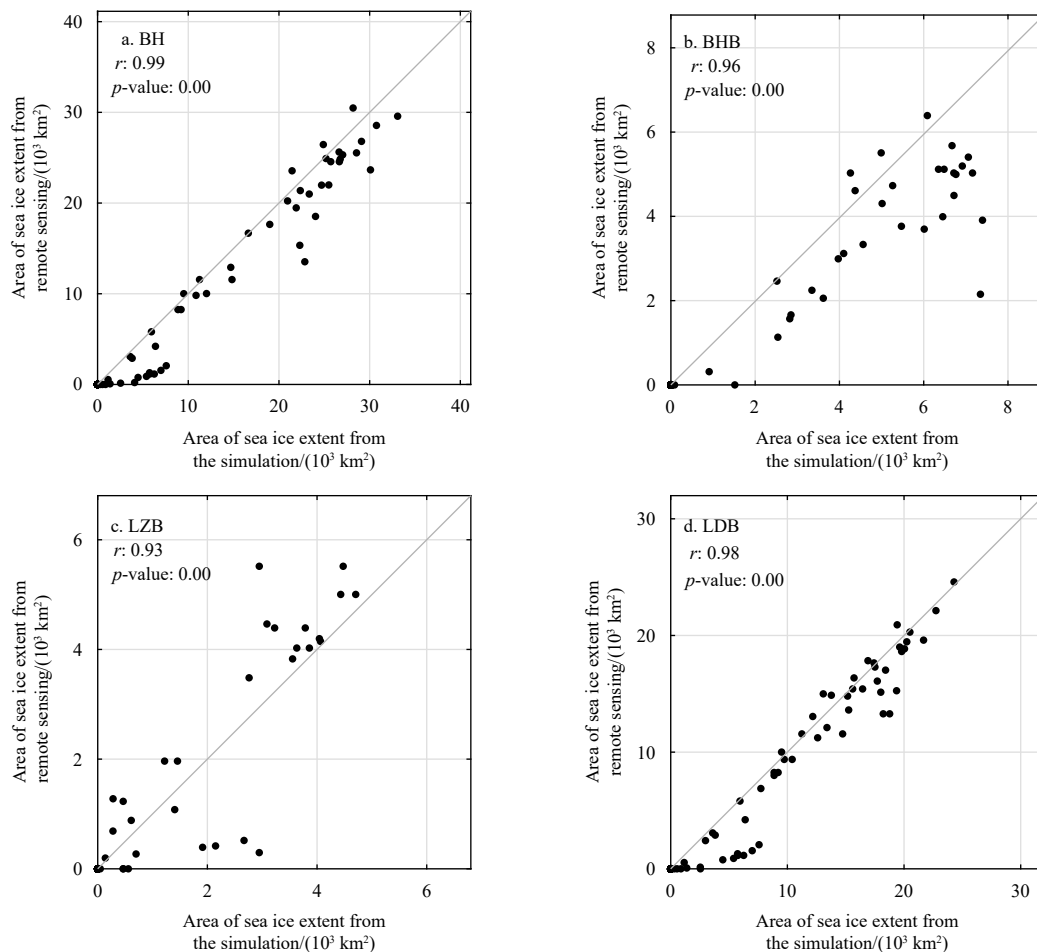 a. BH
r: 0.99
p-value: 0.00
40
30
20
10
0
0 10 20 30 40
Area of sea ice extent from
remote sensing/(10³ km²)
Area of sea ice extent from
the simulation/(10³ km²)
b. BHB
r: 0.96
p-value: 0.00
8
6
4
2
0
0 2 4 6 8
Area of sea ice extent from
remote sensing/(10³ km²)
Area of sea ice extent from
the simulation/(10³ km²)
c. LZB
r: 0.93
p-value: 0.00
6
4
2
0
0 2 4 6
Area of sea ice extent from
remote sensing/(10³ km²)
Area of sea ice extent from
the simulation/(10³ km²)
d. LDB
r: 0.98
p-value: 0.00
30
20
10
0
0 10 20 30
Area of sea ice extent from
remote sensing/(10³ km²)
Area of sea ice extent from
the simulation/(10³ km²)